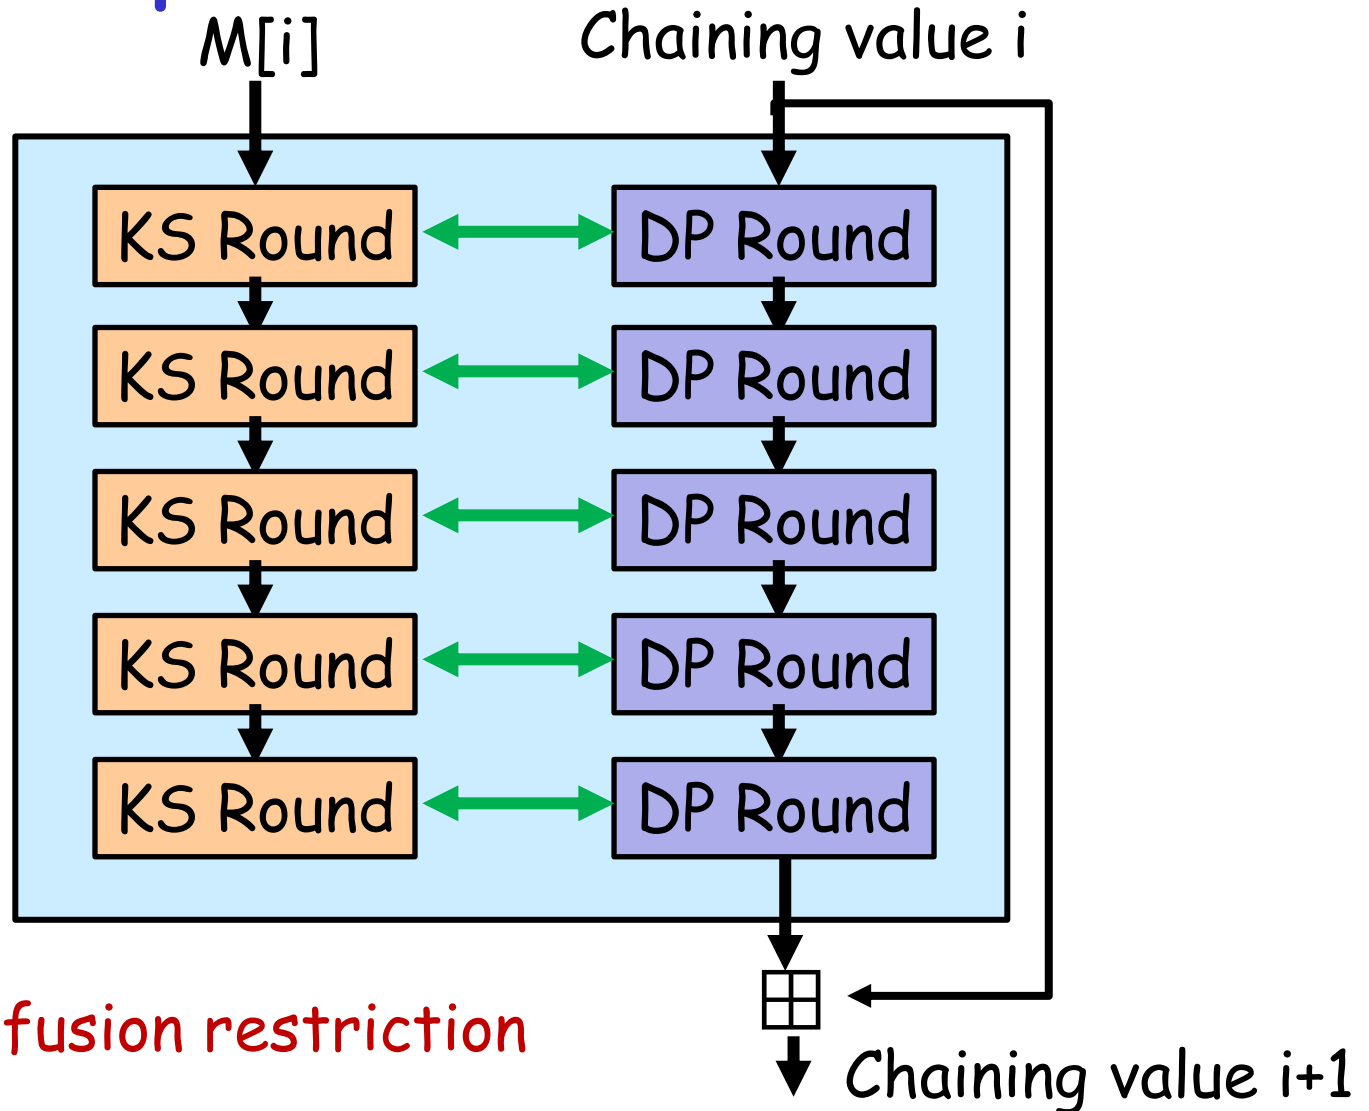 M[i] Chaining value i
KS Round DP Round
KS Round DP Round
KS Round DP Round
KS Round DP Round
KS Round DP Round
fusion restriction
Chaining value i+1